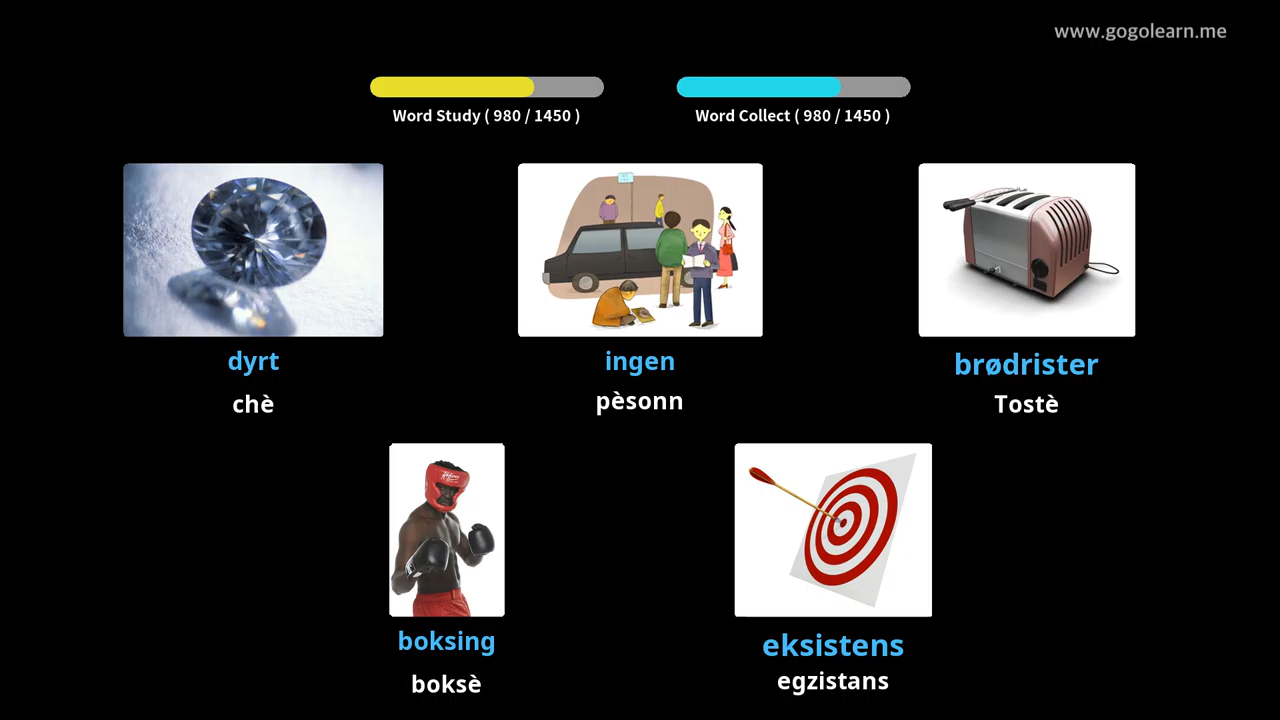 www.gogolearn.me
Word Study ( 980 / 1450 )
Word Collect ( 980 / 1450 )
dyrt
chè
ingen
pèsonn
brødrister
Tostè
boksing
boksè
eksistens
egzistans